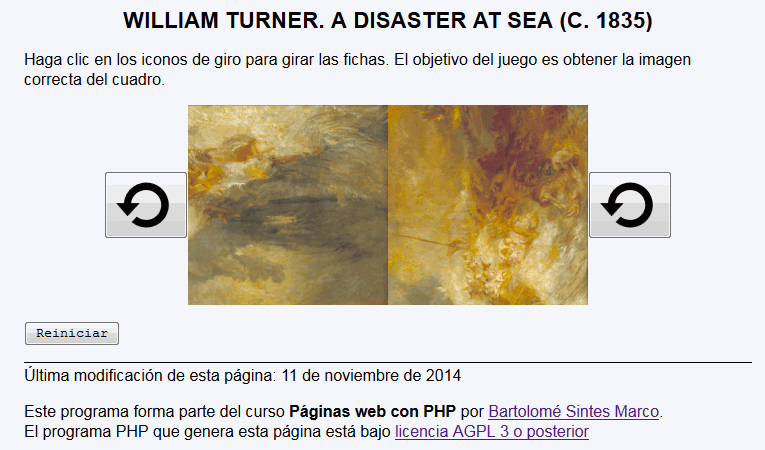 WILLIAM TURNER. A DISASTER AT SEA (C. 1835)
Haga clic en los iconos de giro para girar las fichas. El objetivo del juego es obtener la imagen
correcta del cuadro.
Reiniciar
Última modificación de esta página: 11 de noviembre de 2014
Este programa forma parte del curso Páginas web con PHP por Bartolomé Sintes Marco.
El programa PHP que genera esta página está bajo licencia AGPL 3 o posterior